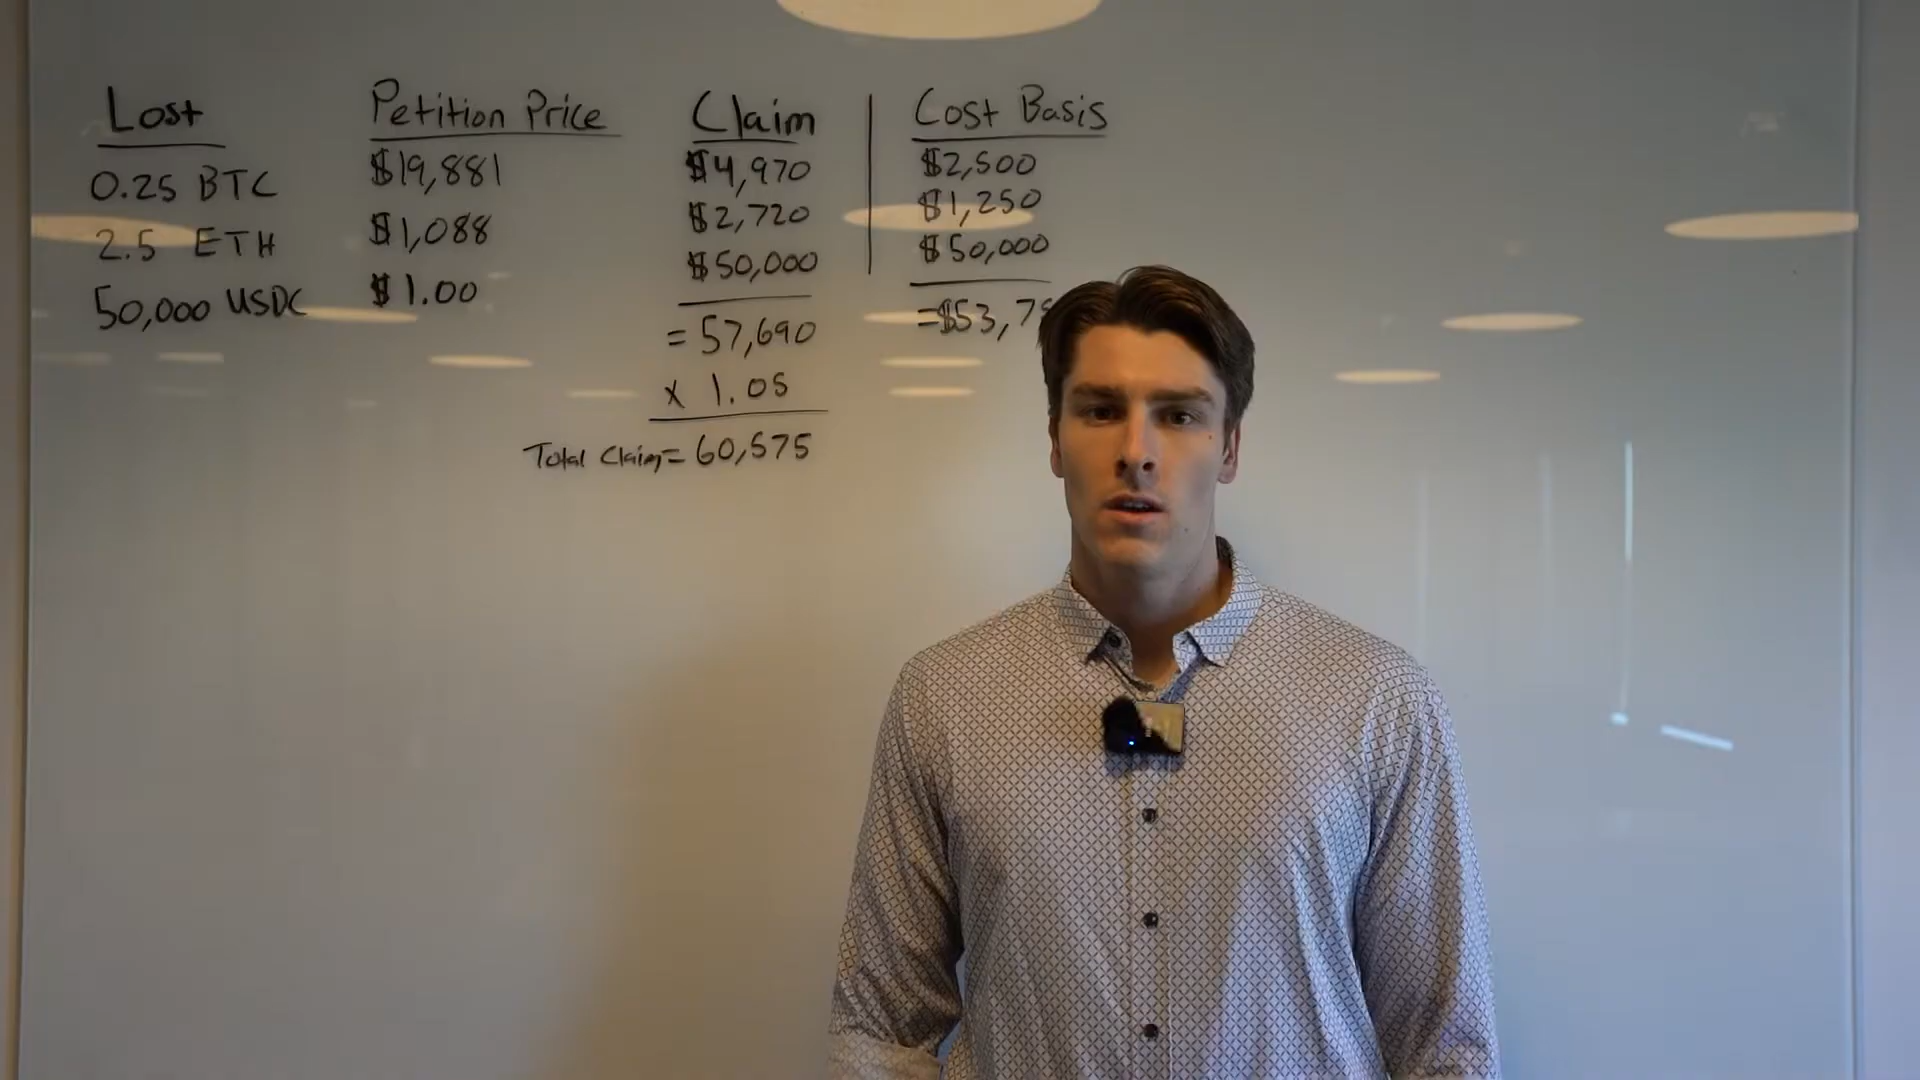 Lost Petition Price Claim Cost Basis
0.25 BTC $19,881 $4,970 $2,500
2.5 ETH $1,088 $2,720 $1,250
50,000 USDC $1.00 $50,000 $50,000
= 57,690 =$53,75
x 1.05
Total Claim= 60,575